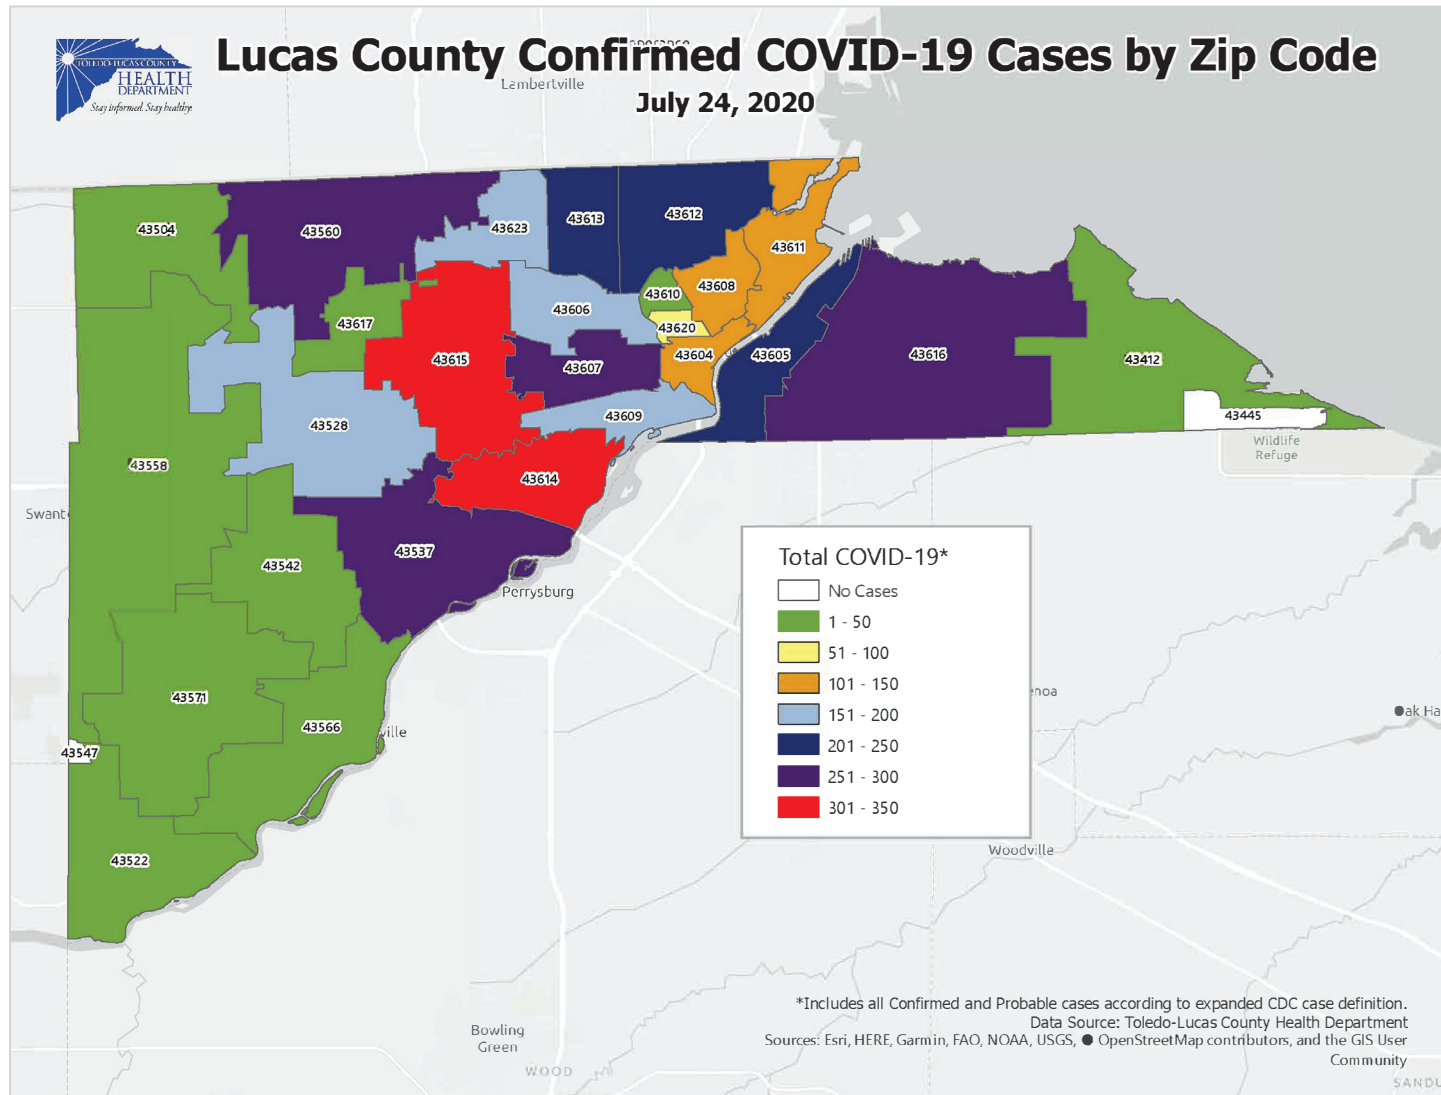 TOLEDO-LUCAS COUNTY
HEALTH
DEPARTMENT
Stay informed. Stay healthy.
Lucas County Confirmed COVID-19 Cases by Zip Code
July 24, 2020
Lambertville
43504
43560
43623
43613
43612
43611
43610
43608
43606
43617
43620
43604
43605
43616
43412
43615
43607
43609
43445
43528
Wildlife
Refuge
43558
43614
Swant
43542
43537
Perrysburg
Total COVID-19*
No Cases
1 - 50
51 - 100
101 - 150
151 - 200
201 - 250
251 - 300
301 - 350
43571
43566
ville
43547
enoa
ak Ha
43522
Woodville
Bowling
Green
WOOD
*Includes all Confirmed and Probable cases according to expanded CDC case definition.
Data Source: Toledo-Lucas County Health Department
Sources: Esri, HERE, Garmin, FAO, NOAA, USGS, ● OpenStreetMap contributors, and the GIS User
Community
SANDU